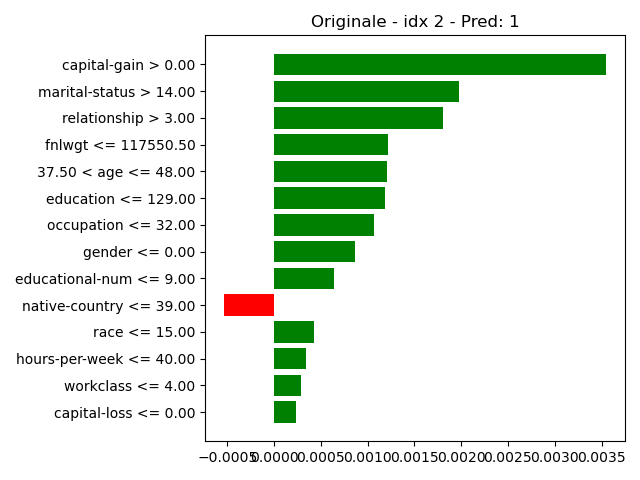 Originale - idx 2 - Pred: 1
capital-gain > 0.00
marital-status > 14.00
relationship > 3.00
fnlwgt <= 117550.50
37.50 < age <= 48.00
education <= 129.00
occupation <= 32.00
gender <= 0.00
educational-num <= 9.00
native-country <= 39.00
race <= 15.00
hours-per-week <= 40.00
workclass <= 4.00
capital-loss <= 0.00
−0.0005 0.0000 0.0005 0.0010 0.0015 0.0020 0.0025 0.0030 0.0035